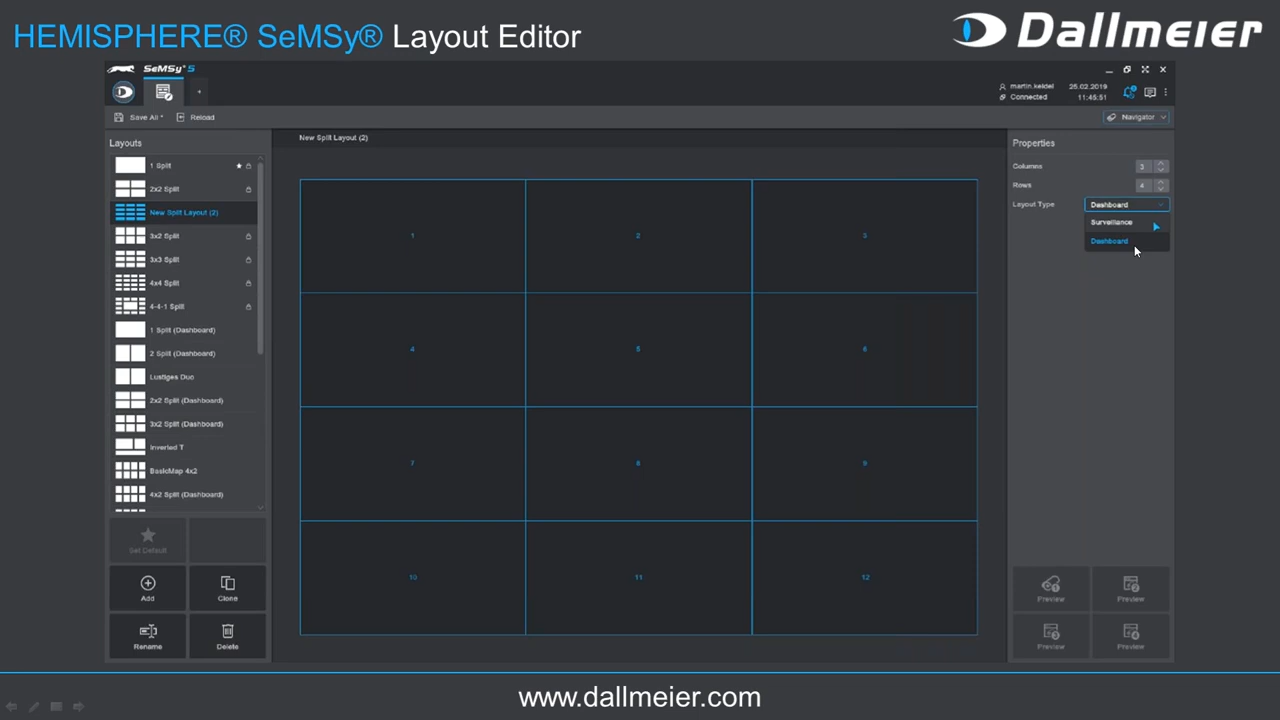 HEMISPHERE® SeMSy® Layout Editor
Dallmeier
SeMSy® S
martin.keidel
Connected
25.02.2019
11:45:51
Save All *
Reload
Navigator
Layouts
New Split Layout (2)
Properties
1 Split
2x2 Split
New Split Layout (2)
3x2 Split
3x3 Split
4x4 Split
4-4-1 Split
1 Split (Dashboard)
2 Split (Dashboard)
Lustiges Duo
2x2 Split (Dashboard)
3x2 Split (Dashboard)
Inverted T
BasicMap 4x2
4x2 Split (Dashboard)
Set Default
Add
Clone
Rename
Delete
1 2 3
4 5 6
7 8 9
10 11 12
Columns 3
Rows 4
Layout Type Dashboard
Surveillance
Dashboard
1 Preview
2 Preview
3 Preview
4 Preview
www.dallmeier.com